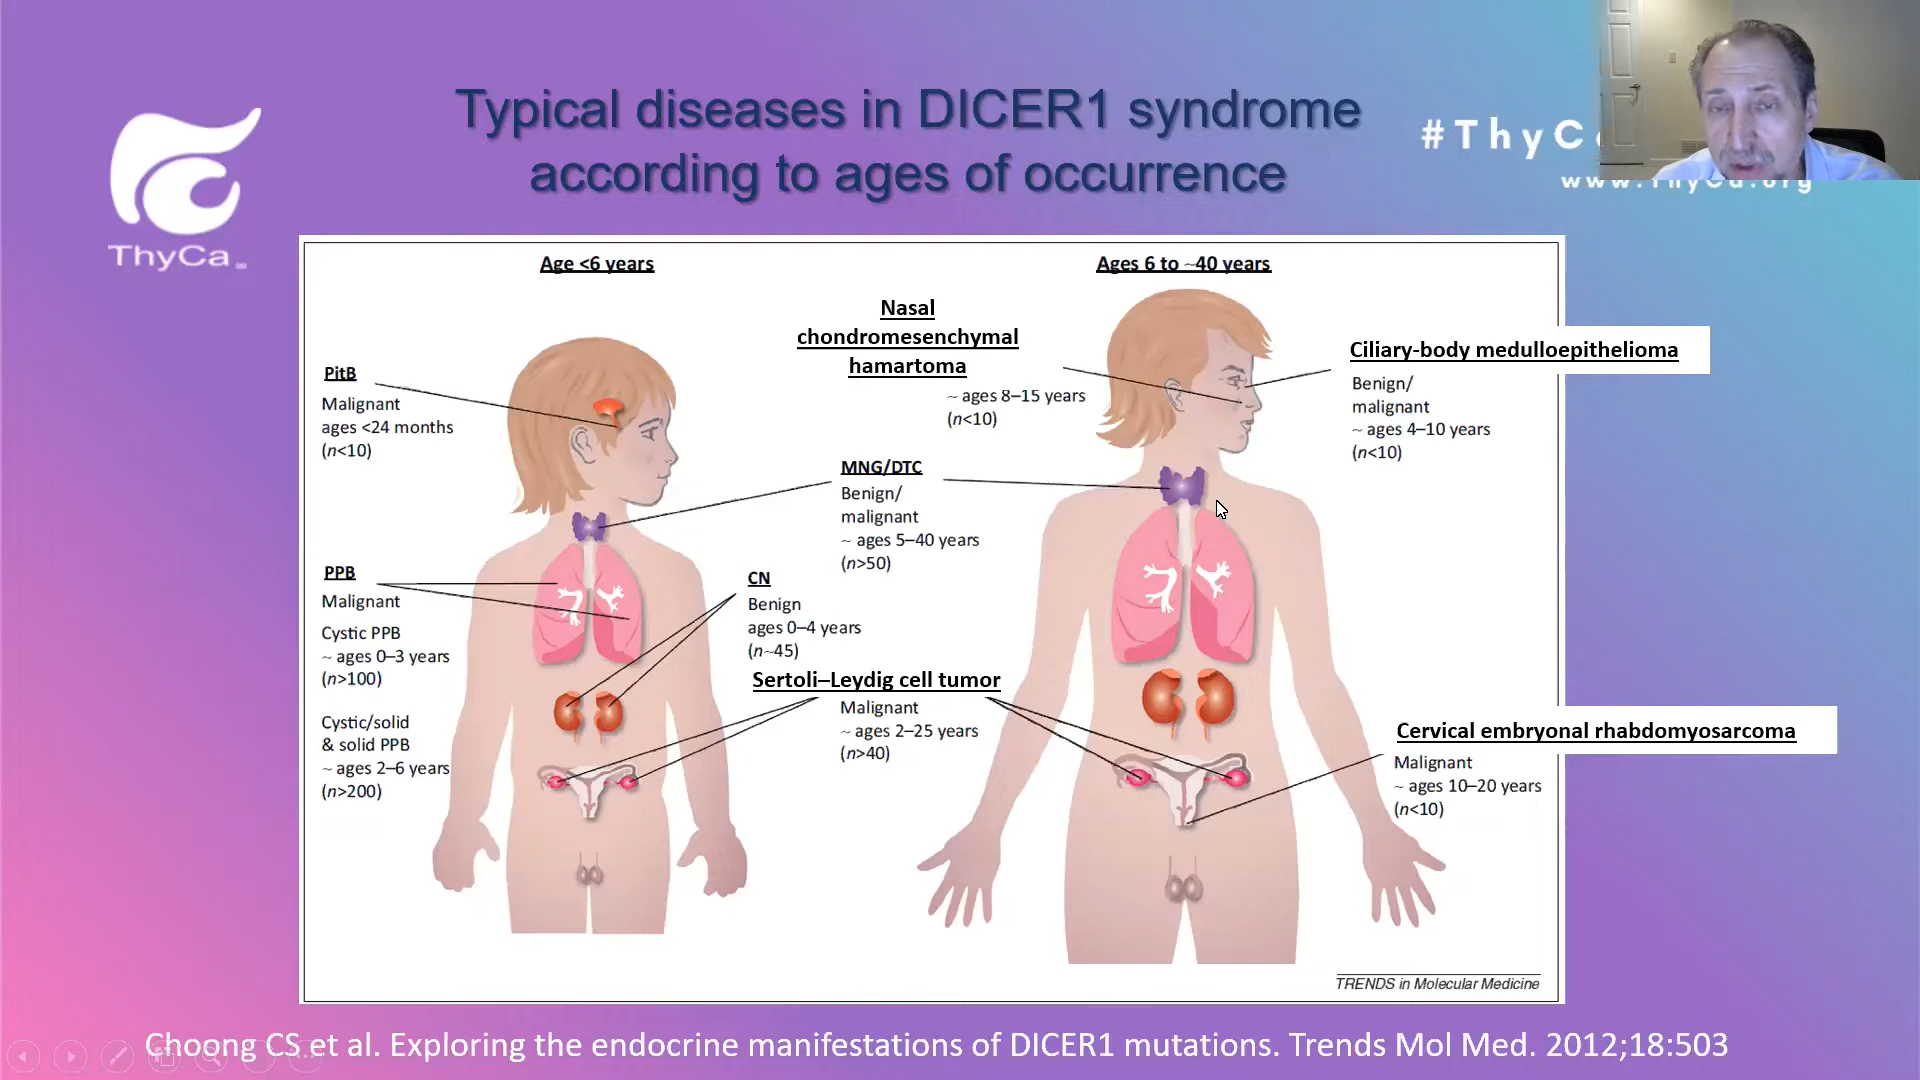 Typical diseases in DICER1 syndrome
according to ages of occurrence
ThyCa
#ThyC
www.ThyCa.org
Age <6 years
Ages 6 to ~40 years
PitB
Malignant
ages <24 months
(n<10)
Nasal
chondromesenchymal
hamartoma
~ ages 8–15 years
(n<10)
Ciliary-body medulloepithelioma
Benign/
malignant
~ ages 4–10 years
(n<10)
MNG/DTC
Benign/
malignant
~ ages 5–40 years
(n>50)
PPB
Malignant
Cystic PPB
~ ages 0–3 years
(n>100)
Cystic/solid
& solid PPB
~ ages 2–6 years
(n>200)
CN
Benign
ages 0–4 years
(n~45)
Sertoli–Leydig cell tumor
Malignant
~ ages 2–25 years
(n>40)
Cervical embryonal rhabdomyosarcoma
Malignant
~ ages 10–20 years
(n<10)
TRENDS in Molecular Medicine
Choong CS et al. Exploring the endocrine manifestations of DICER1 mutations. Trends Mol Med. 2012;18:503